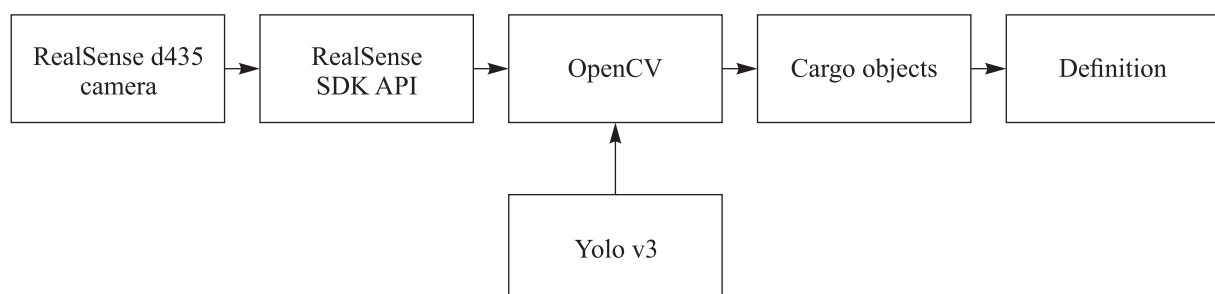 RealSense d435
camera
RealSense
SDK API
OpenCV
Cargo objects
Definition
Yolo v3